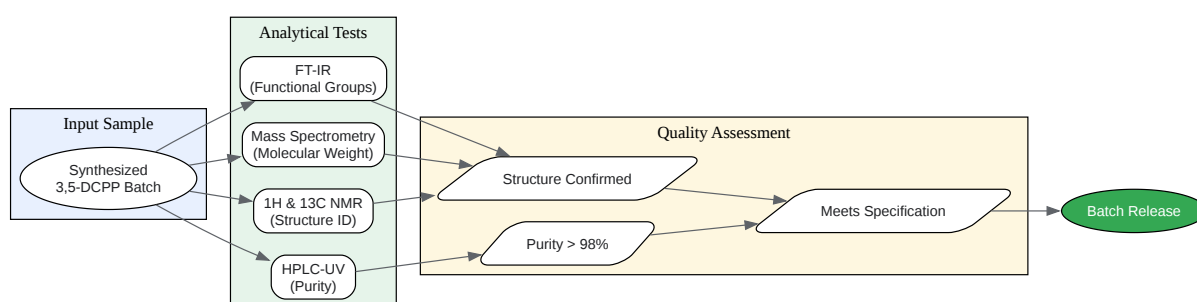 Input Sample
Synthesized
3,5-DCPP Batch
Analytical Tests
FT-IR
(Functional Groups)
Mass Spectrometry
(Molecular Weight)
1H & 13C NMR
(Structure ID)
HPLC-UV
(Purity)
Quality Assessment
Structure Confirmed
Purity > 98%
Meets Specification
Batch Release